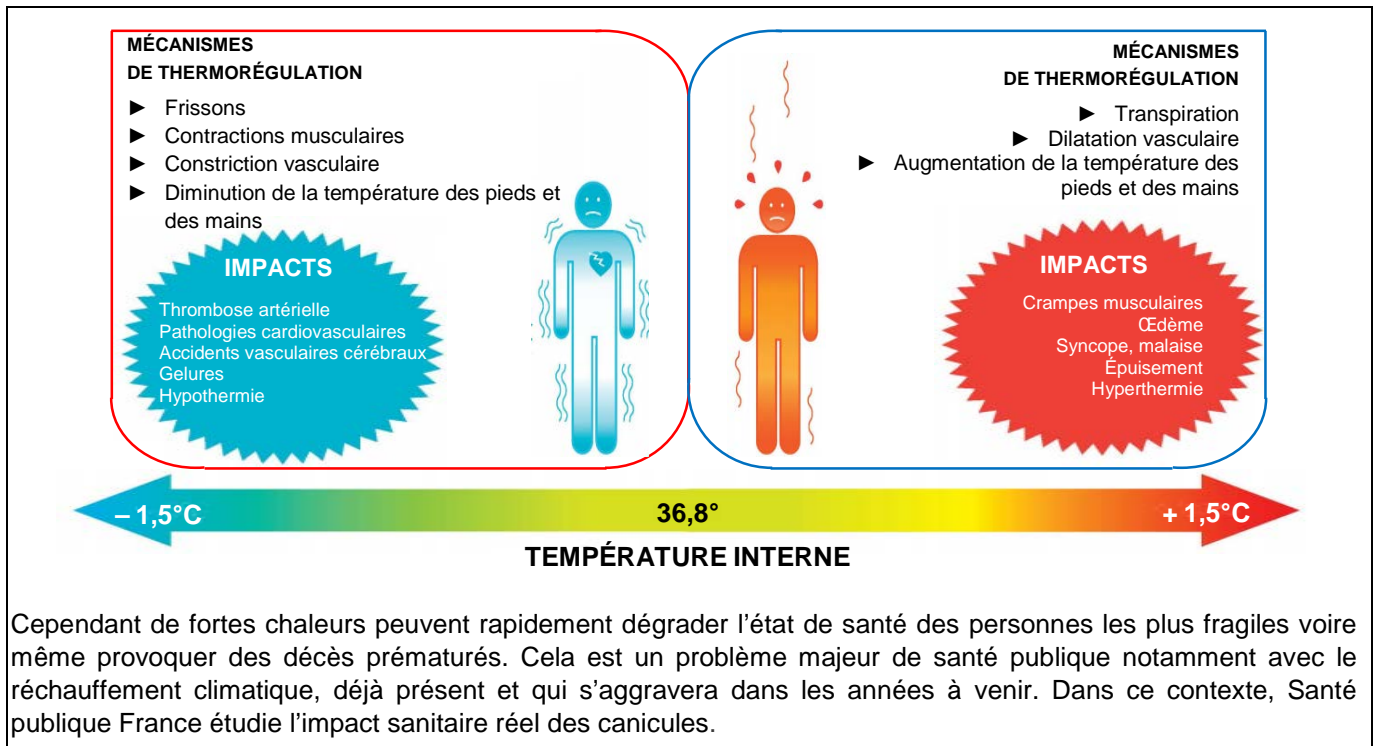 MÉCANISMES
DE THERMORÉGULATION
► Frissons
► Contractions musculaires
► Constriction vasculaire
► Diminution de la température des pieds et
des mains
IMPACTS
Thrombose artérielle
Pathologies cardiovasculaires
Accidents vasculaires cérébraux
Gelures
Hypothermie
MÉCANISMES
DE THERMORÉGULATION
► Transpiration
► Dilatation vasculaire
► Augmentation de la température des
pieds et des mains
IMPACTS
Crampes musculaires
Œdème
Syncope, malaise
Épuisement
Hyperthermie
– 1,5°C 36,8° + 1,5°C
TEMPÉRATURE INTERNE
Cependant de fortes chaleurs peuvent rapidement dégrader l’état de santé des personnes les plus fragiles voire
même provoquer des décès prématurés. Cela est un problème majeur de santé publique notamment avec le
réchauffement climatique, déjà présent et qui s’aggravera dans les années à venir. Dans ce contexte, Santé
publique France étudie l’impact sanitaire réel des canicules.